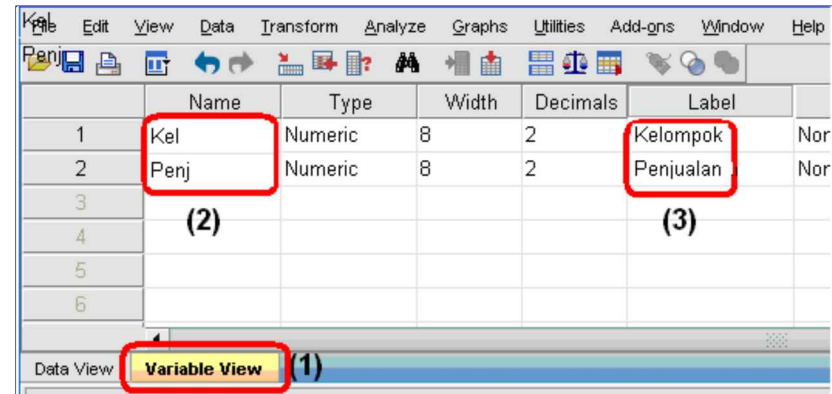 Kel
File Edit View Data Transform Analyze Graphs Utilities Add-ons Window Help
Penj
Name Type Width Decimals Label
1 Kel Numeric 8 2 Kelompok Nor
2 Penj Numeric 8 2 Penjualan Nor
3
(2) (3)
4
5
6
Data View Variable View (1)